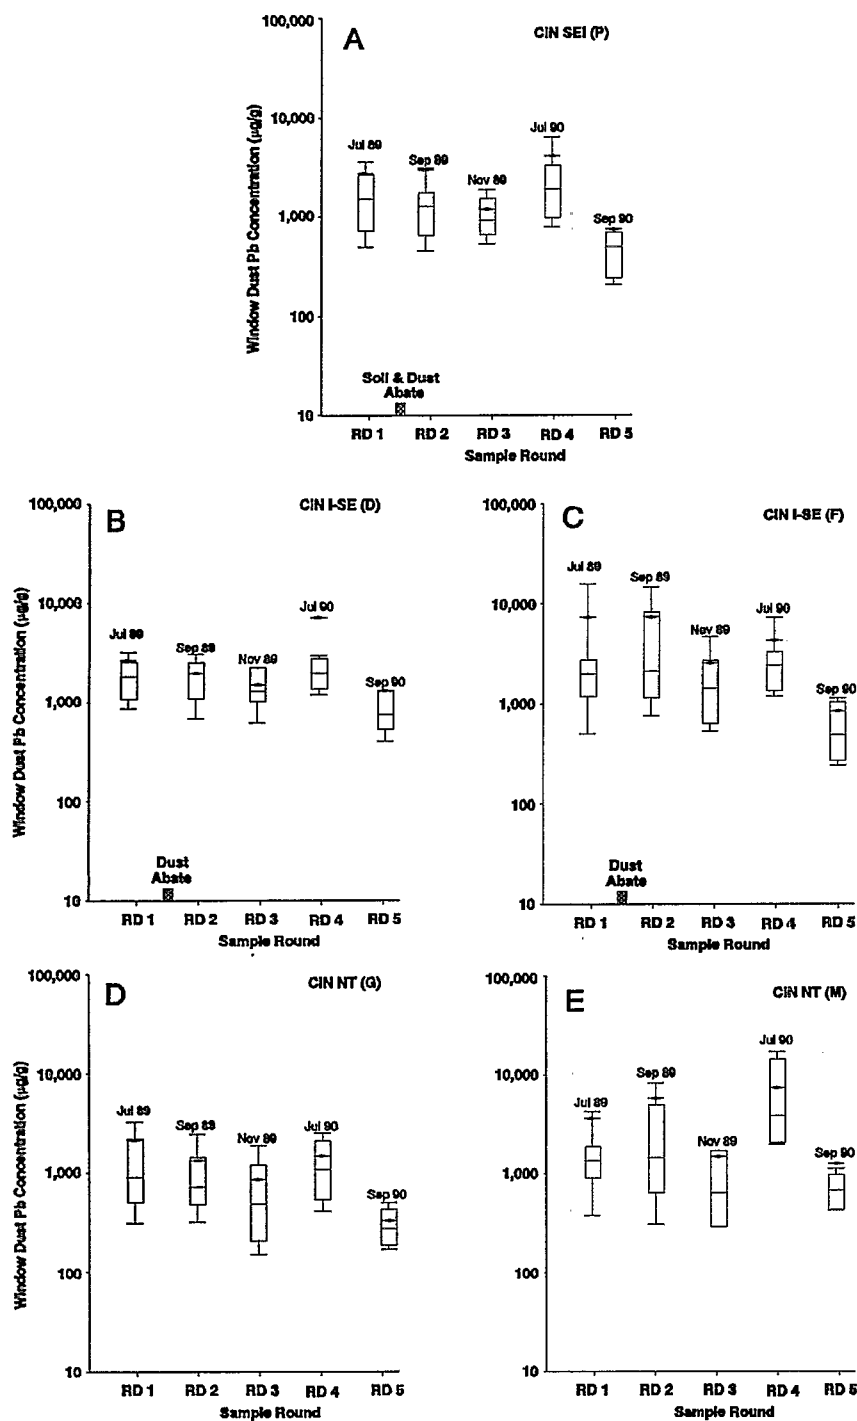 A
CIN SEI (P)
Window Dust Pb Concentration (µg/g)
100,000
10,000
1,000
100
10
Jul 89
Sep 89
Nov 89
Jul 90
Sep 90
Soil & Dust
Abate
RD 1 RD 2 RD 3 RD 4 RD 5
Sample Round
B
CIN I-SE (D)
Window Dust Pb Concentration (µg/g)
100,000
10,000
1,000
100
10
Jul 89
Sep 89
Nov 89
Jul 90
Sep 90
Dust
Abate
RD 1 RD 2 RD 3 RD 4 RD 5
Sample Round
C
CIN I-SE (F)
100,000
10,000
1,000
100
10
Jul 89
Sep 89
Nov 89
Jul 90
Sep 90
Dust
Abate
RD 1 RD 2 RD 3 RD 4 RD 5
Sample Round
D
CIN NT (G)
Window Dust Pb Concentration (µg/g)
100,000
10,000
1,000
100
10
Jul 89
Sep 83
Nov 89
Jul 90
Sep 90
RD 1 RD 2 RD 3 RD 4 RD 5
Sample Round
E
CIN NT (M)
100,000
10,000
1,000
100
10
Jul 89
Sep 89
Nov 89
Jul 90
Sep 90
RD 1 RD 2 RD 3 RD 4 RD 5
Sample Round